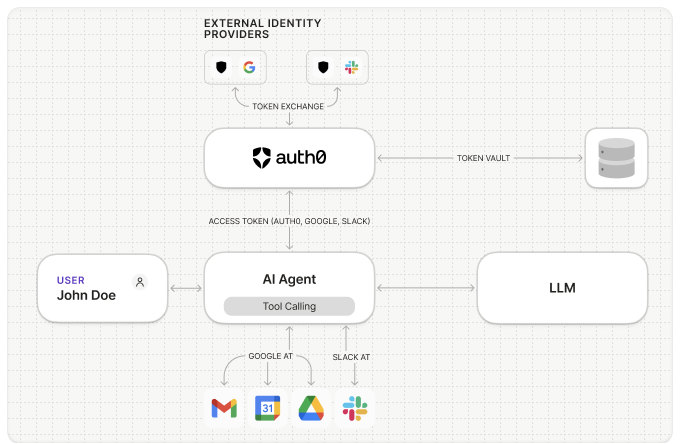 EXTERNAL IDENTITY
PROVIDERS
TOKEN EXCHANGE
auth0
TOKEN VAULT
ACCESS TOKEN (AUTH0, GOOGLE, SLACK)
USER
John Doe
AI Agent
Tool Calling
LLM
GOOGLE AT
SLACK AT
31